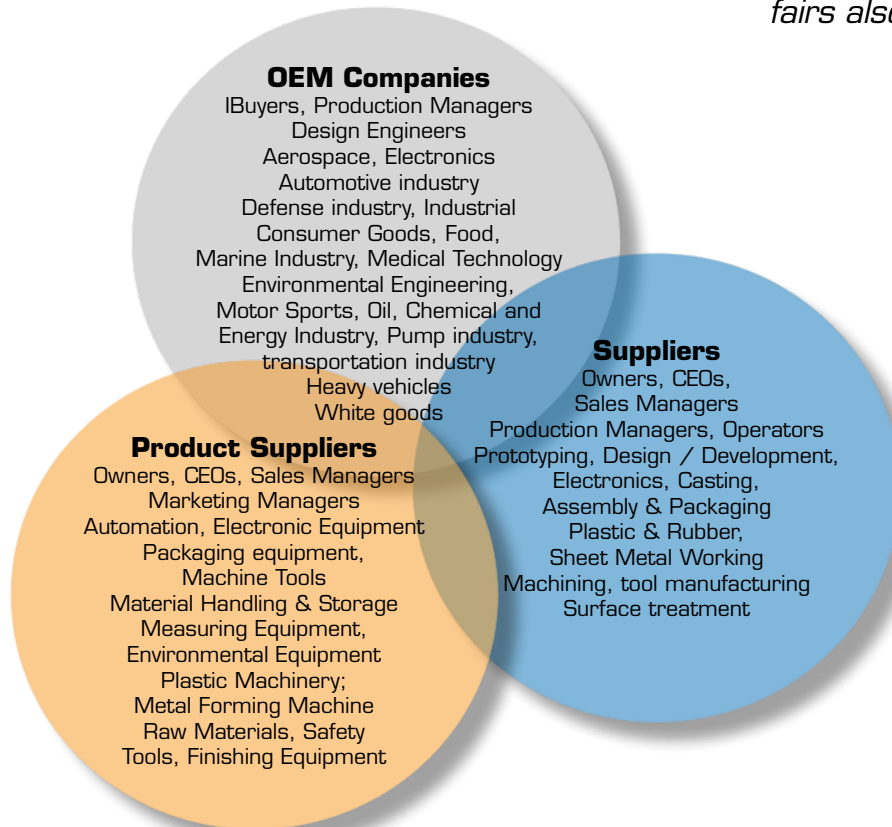 fairs also
OEM Companies
IBuyers, Production Managers
Design Engineers
Aerospace, Electronics
Automotive industry
Defense industry, Industrial
Consumer Goods, Food,
Marine Industry, Medical Technology
Environmental Engineering,
Motor Sports, Oil, Chemical and
Energy Industry, Pump industry,
transportation industry
Heavy vehicles
White goods
Suppliers
Owners, CEOs,
Sales Managers
Production Managers, Operators
Prototyping, Design / Development,
Electronics, Casting,
Assembly & Packaging
Plastic & Rubber,
Sheet Metal Working
Machining, tool manufacturing
Surface treatment
Product Suppliers
Owners, CEOs, Sales Managers
Marketing Managers
Automation, Electronic Equipment
Packaging equipment,
Machine Tools
Material Handling & Storage
Measuring Equipment,
Environmental Equipment
Plastic Machinery;
Metal Forming Machine
Raw Materials, Safety
Tools, Finishing Equipment